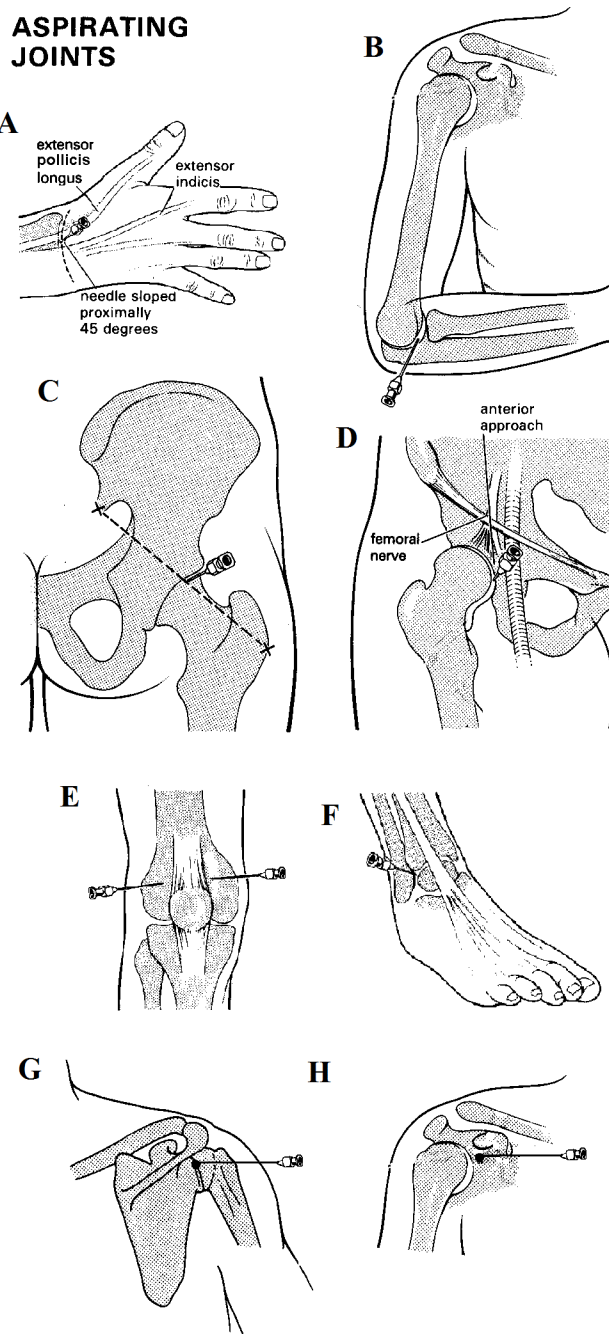 ASPIRATING
JOINTS
A
extensor
pollicis
longus
extensor
indicis
needle sloped
proximally
45 degrees
B
C
D
anterior
approach
femoral
nerve
E
F
G
H